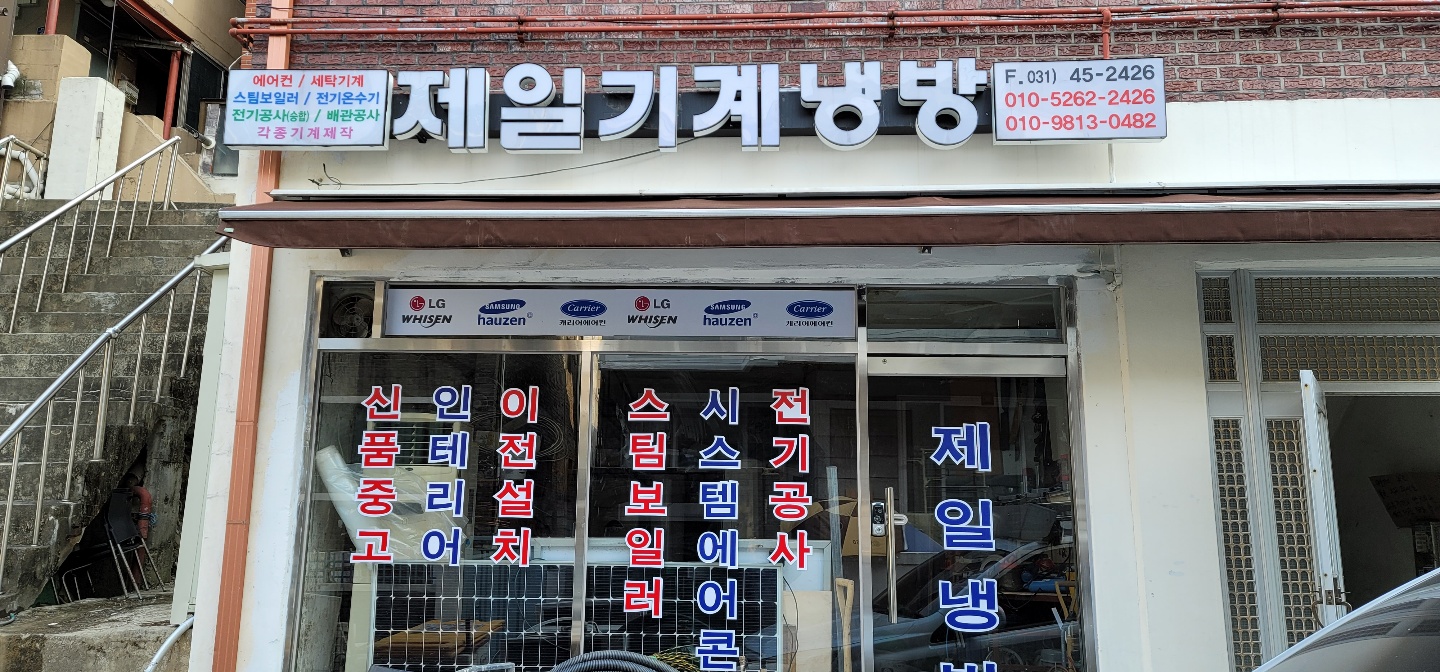 에어컨 / 세탁기계
스팀보일러 / 전기온수기
전기공사(승합) / 배관공사
각종기계제작
제일기계냉방
F.031) 45-2426
010-5262-2426
010-9813-0482
LG WHISEN
SAMSUNG hauzen
Carrier 캐리어에어컨
LG WHISEN
SAMSUNG hauzen
Carrier 캐리어에어컨
신품중고
인테리어
이전설치
스팀보일러
시스템에어콘
전기공사
제일냉방